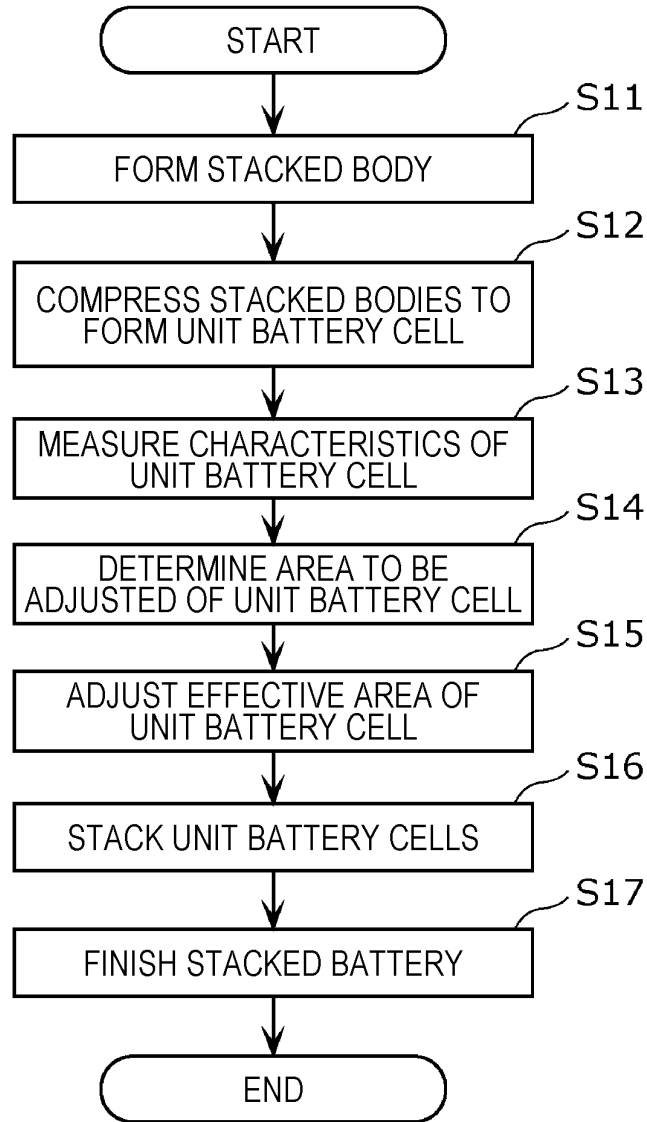 START
S11
FORM STACKED BODY
S12
COMPRESS STACKED BODIES TO
FORM UNIT BATTERY CELL
S13
MEASURE CHARACTERISTICS OF
UNIT BATTERY CELL
S14
DETERMINE AREA TO BE
ADJUSTED OF UNIT BATTERY CELL
S15
ADJUST EFFECTIVE AREA OF
UNIT BATTERY CELL
S16
STACK UNIT BATTERY CELLS
S17
FINISH STACKED BATTERY
END